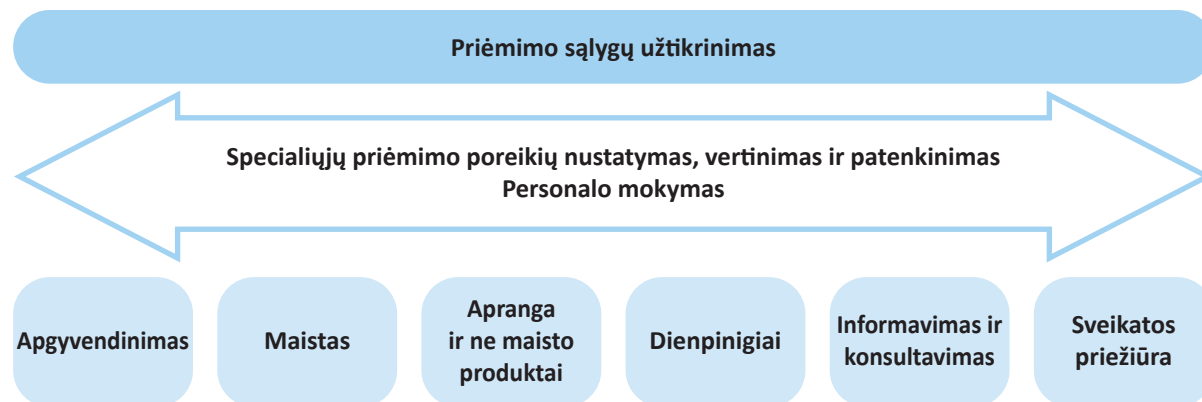 Priėmimo sąlygų užtikrinimas
Specialiųjų priėmimo poreikių nustatymas, vertinimas ir patenkinimas
Personalo mokymas
Apgyvendinimas
Maistas
Apranga
ir ne maisto
produktai
Dienpinigiai
Informavimas ir
konsultavimas
Sveikatos
priežiūra